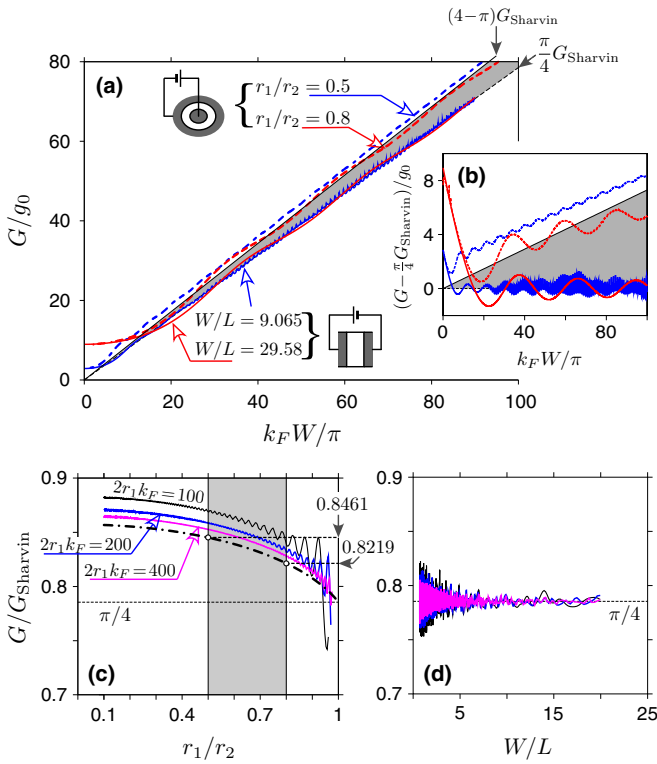 (4−π)G_Sharvin
π/4 G_Sharvin
(a)
r₁/r₂ = 0.5
r₁/r₂ = 0.8
W/L = 9.065
W/L = 29.58
G/g₀
80
60
40
20
0
0 20 40 60 80 100
k_F W/π
(b)
(G − π/4 G_Sharvin)/g₀
8
4
0
0 40 80
k_F W/π
(c)
2r₁k_F = 100
2r₁k_F = 200
2r₁k_F = 400
0.8461
0.8219
π/4
G/G_Sharvin
0.9
0.8
0.7
0.1 0.4 0.7 1
r₁/r₂
(d)
π/4
0.9
0.8
0.7
5 15 25
W/L